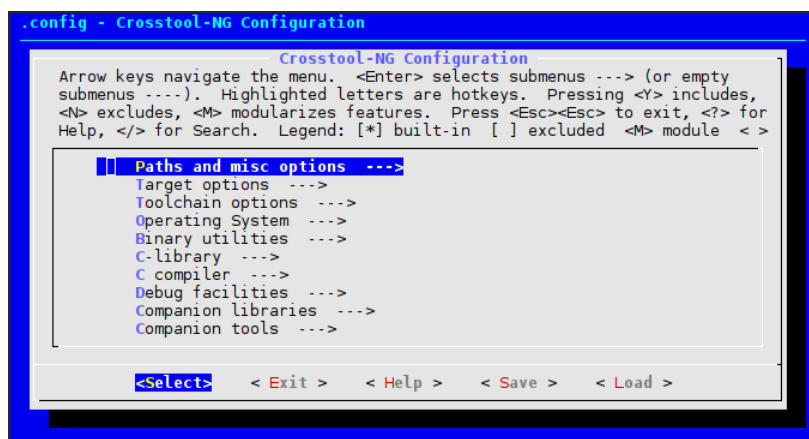 .config - Crosstool-NG Configuration
Crosstool-NG Configuration
Arrow keys navigate the menu.  <Enter> selects submenus ---> (or empty
submenus ----).  Highlighted letters are hotkeys.  Pressing <Y> includes,
<N> excludes, <M> modularizes features.  Press <Esc><Esc> to exit, <?> for
Help, </> for Search.  Legend: [*] built-in  [ ] excluded  <M> module  < >
Paths and misc options  --->
Target options  --->
Toolchain options  --->
Operating System  --->
Binary utilities  --->
C-library  --->
C compiler  --->
Debug facilities  --->
Companion libraries  --->
Companion tools  --->
<Select>    < Exit >    < Help >    < Save >    < Load >